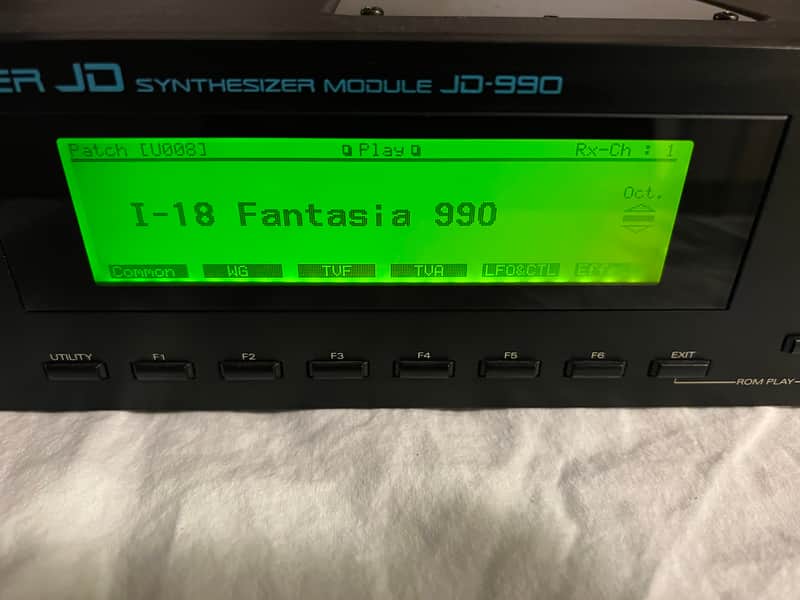 ER JD SYNTHESIZER MODULE JD-990
Patch [U008] Play Rx-Ch : 1
Oct.
I-18 Fantasia 990
Common WG TVF TVA LFO&CTL
UTILITY F1 F2 F3 F4 F5 F6 EXIT
ROM PLAY